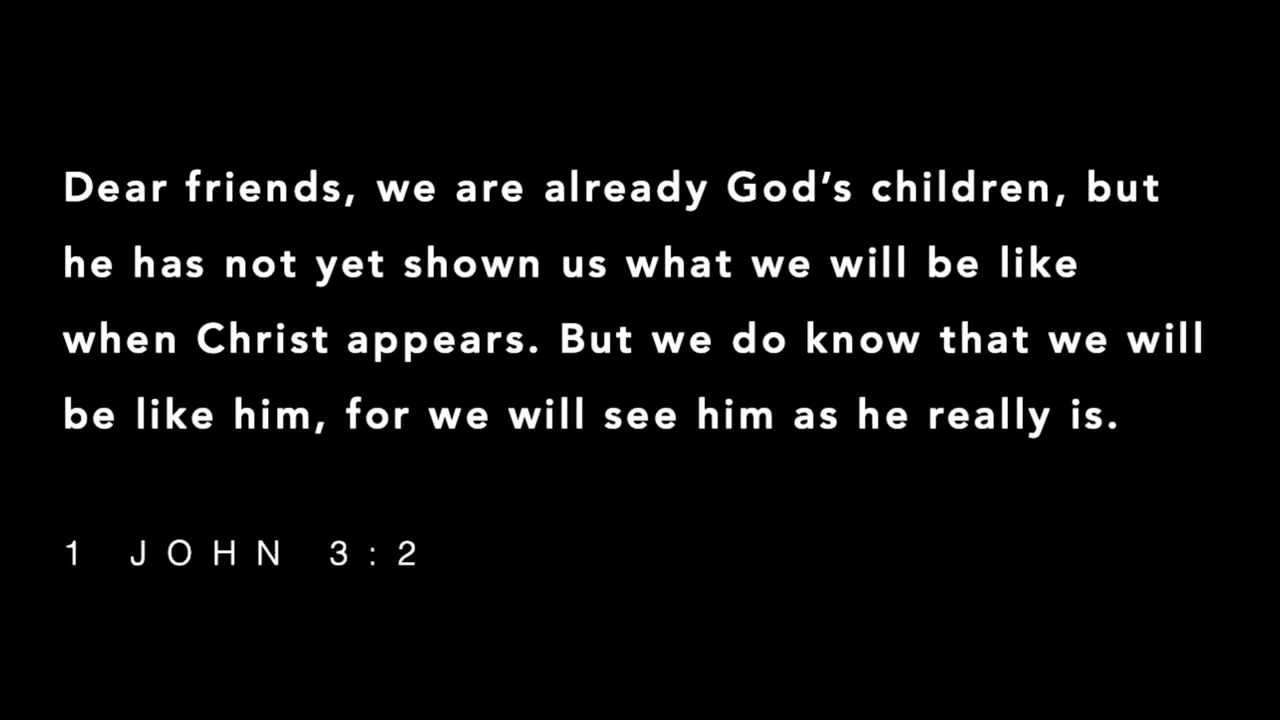 Dear friends, we are already God’s children, but
he has not yet shown us what we will be like
when Christ appears. But we do know that we will
be like him, for we will see him as he really is.
1 JOHN 3:2